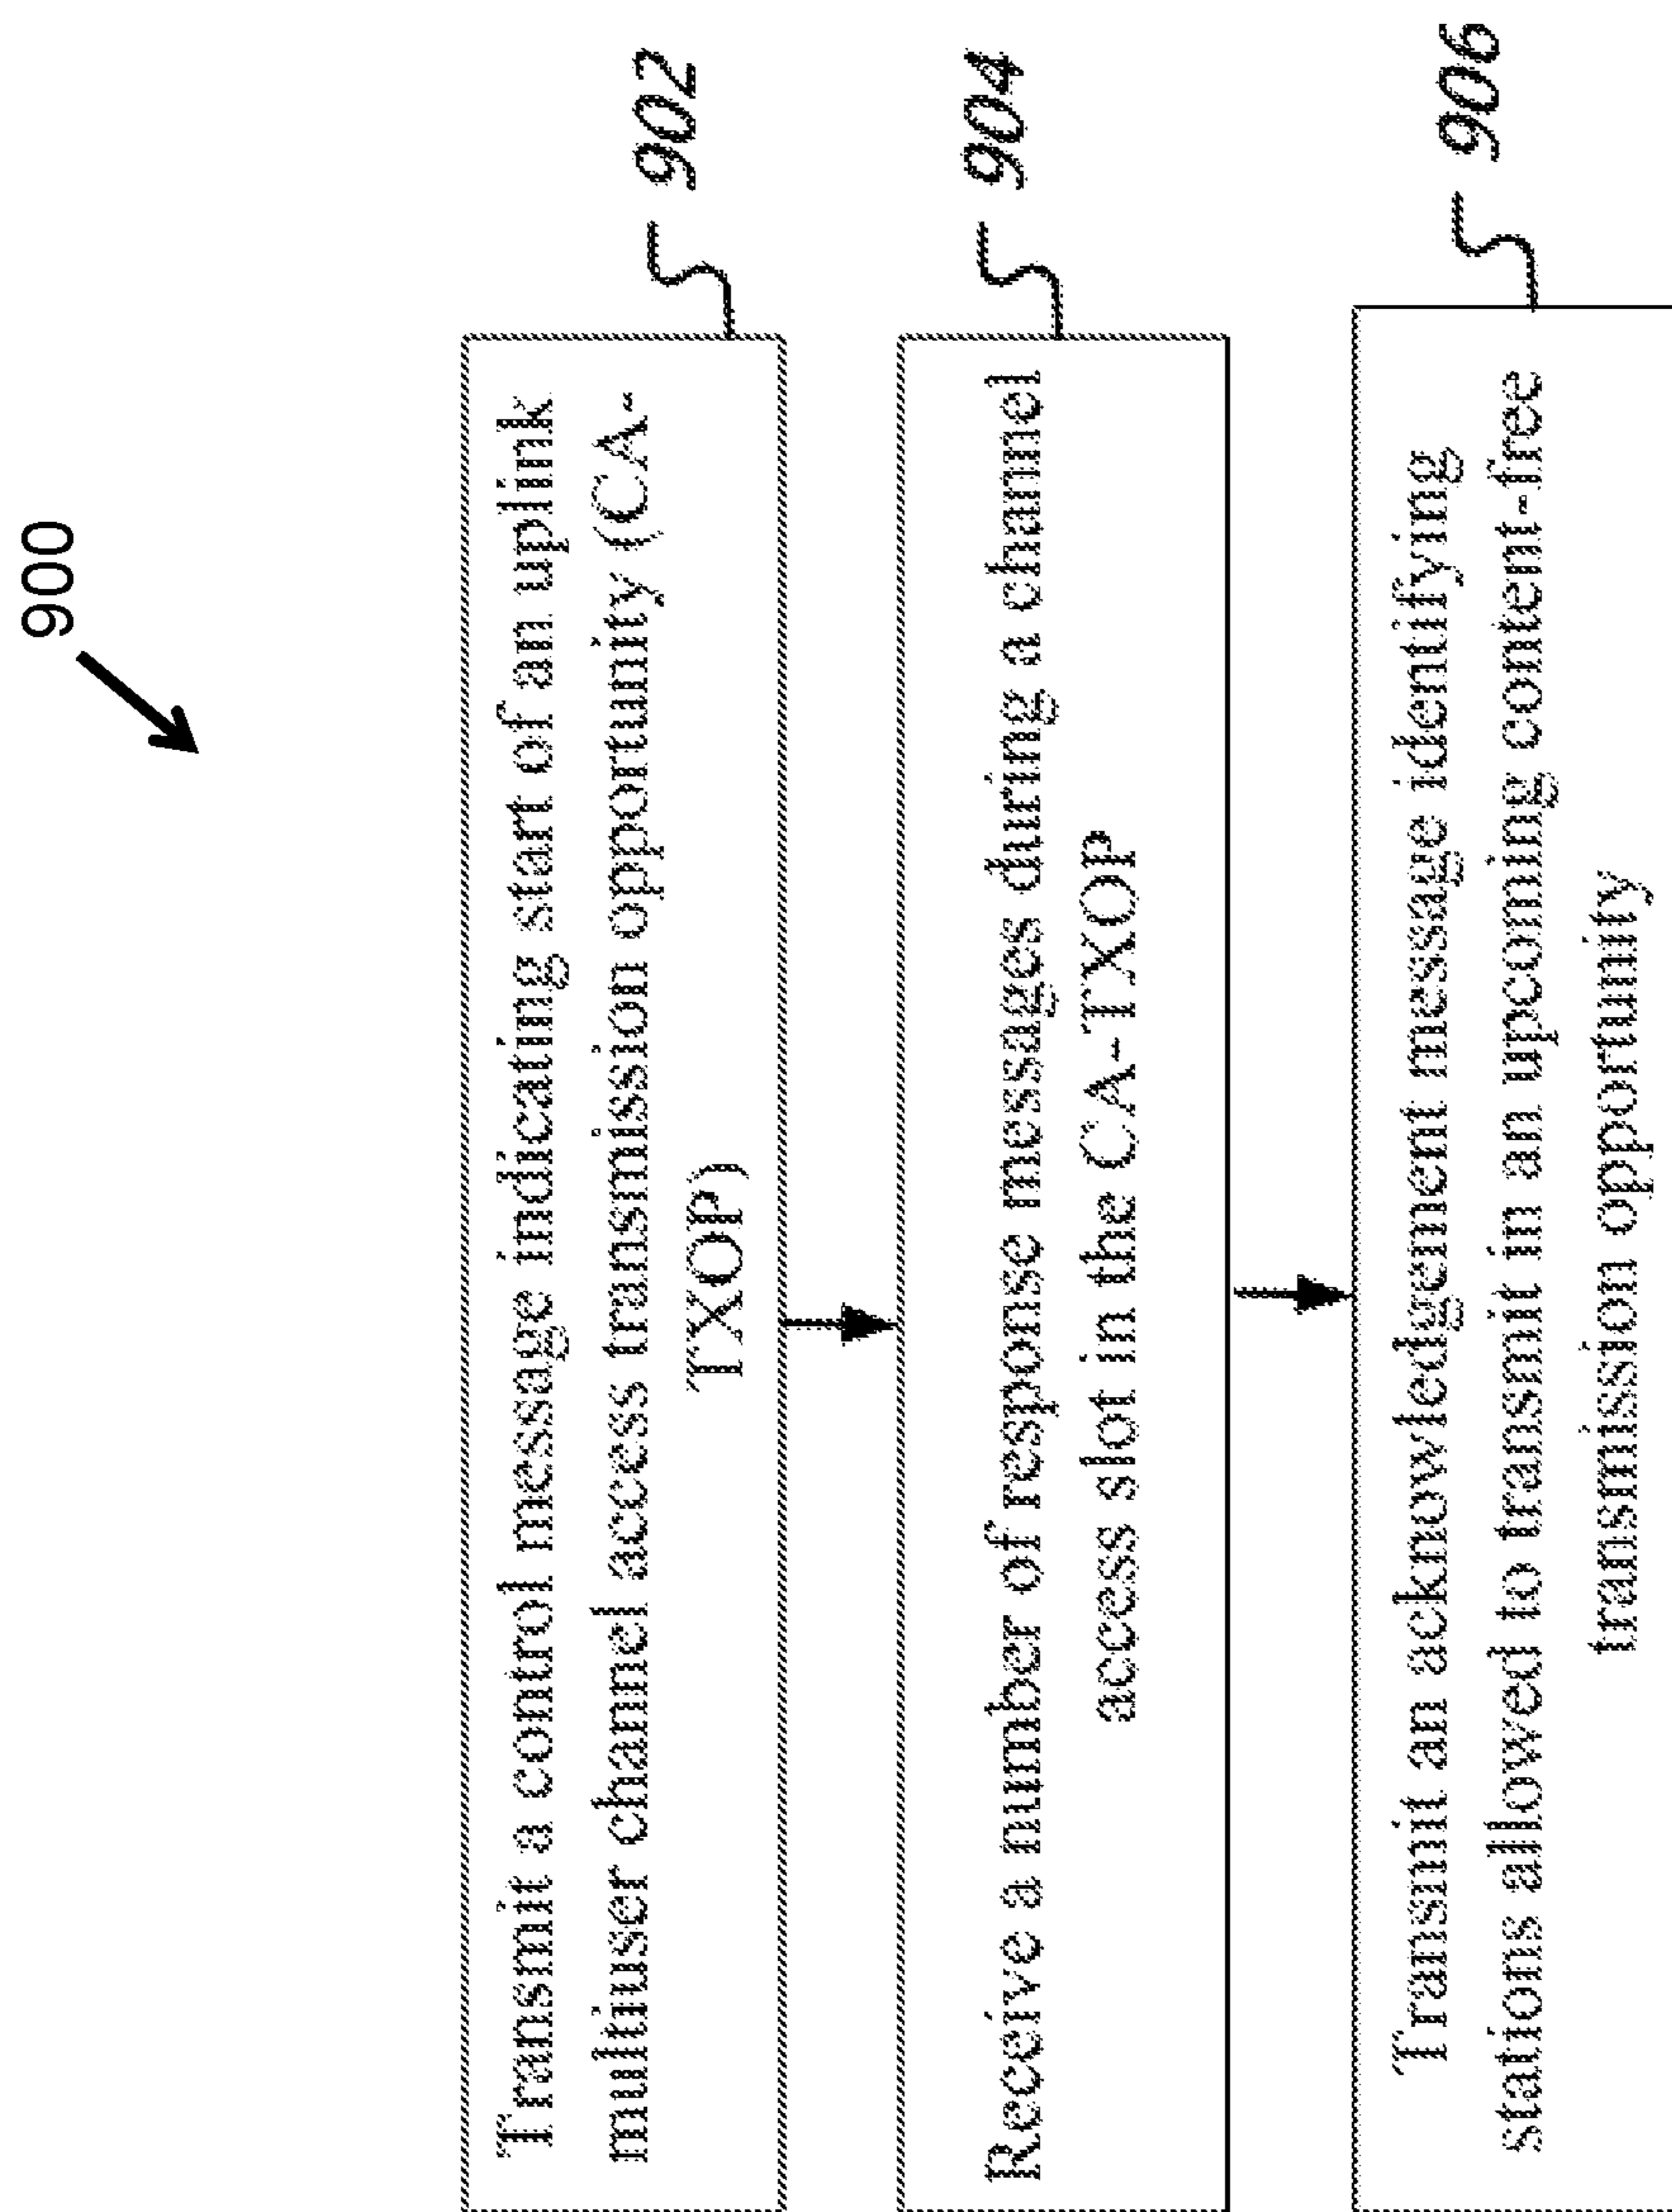 900
Transmit a control message indicating start of an uplink
multiuser channel access transmission opportunity (CA-
TXOP)
902
Receive a number of response messages during a channel
access slot in the CA-TXOP
904
Transmit an acknowledgement message identifying
stations allowed to transmit in an upcoming content-free
transmission opportunity
906